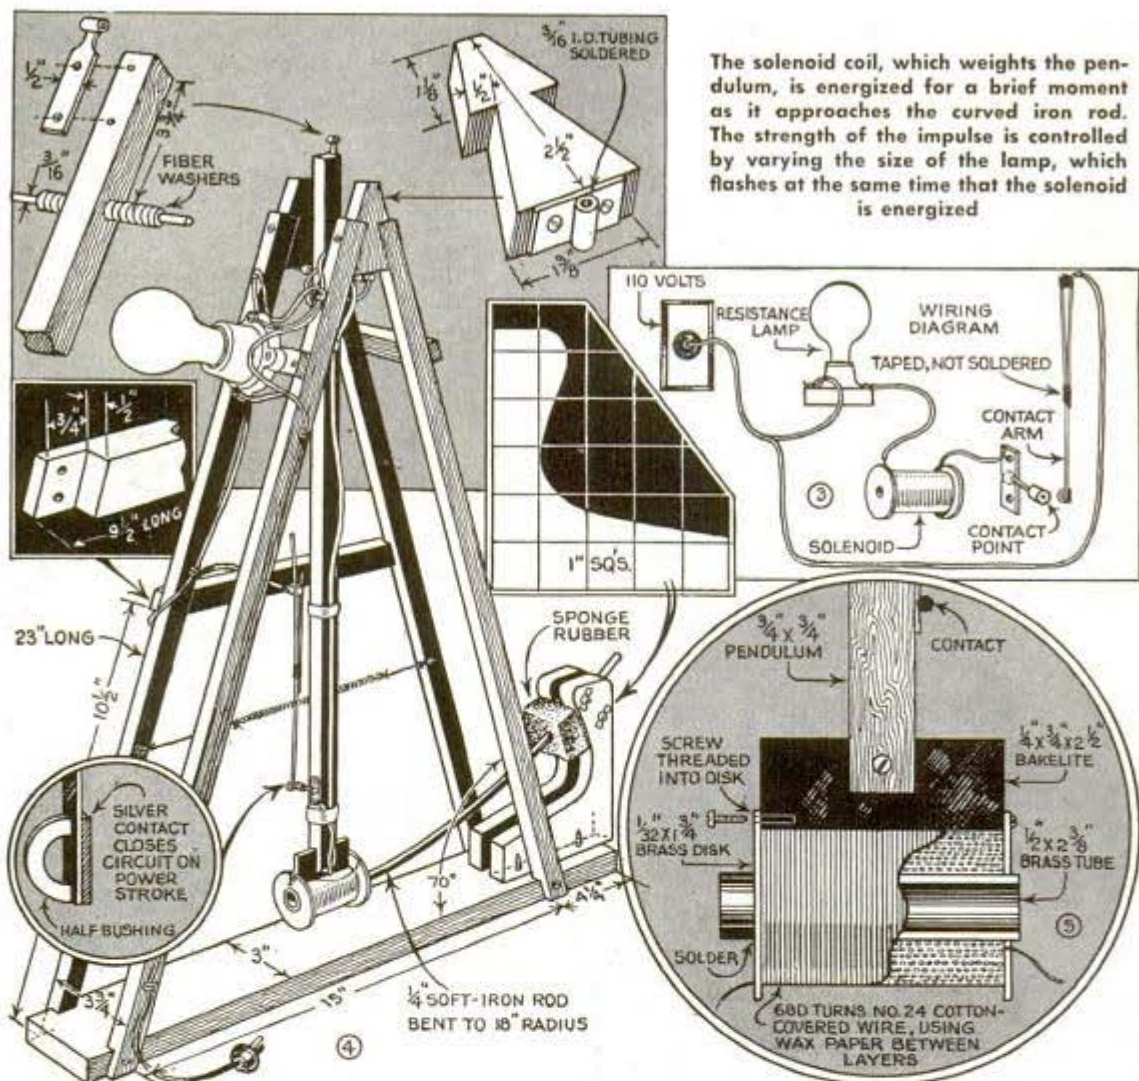 The solenoid coil, which weights the pen-
dulum, is energized for a brief moment
as it approaches the curved iron rod.
The strength of the impulse is controlled
by varying the size of the lamp, which
flashes at the same time that the solenoid
is energized
1/2"
3/16"
FIBER
WASHERS
3 3/4"
3/16" I.D. TUBING
SOLDERED
1 1/8"
1/2"
2 1/2"
1 9/8"
3/4"
1/2"
9 1/2" LONG
1" SQ'S.
110 VOLTS
RESISTANCE
LAMP
WIRING
DIAGRAM
TAPED, NOT SOLDERED
CONTACT
ARM
3
SOLENOID
CONTACT
POINT
23" LONG
10 1/2"
SPONGE
RUBBER
SILVER
CONTACT
CLOSES
CIRCUIT ON
POWER
STROKE
HALF BUSHING
70°
4 1/4"
3"
15"
3 3/4"
1/4" SOFT-IRON ROD
BENT TO 18" RADIUS
4
3/4" X 3/4"
PENDULUM
CONTACT
SCREW
THREADED
INTO DISK
1/4" X 3/4" X 2 1/2"
BAKELITE
1/32" X 1 3/4"
BRASS DISK
1/2" X 2 3/8"
BRASS TUBE
SOLDER
5
680 TURNS NO. 24 COTTON-
COVERED WIRE, USING
WAX PAPER BETWEEN
LAYERS